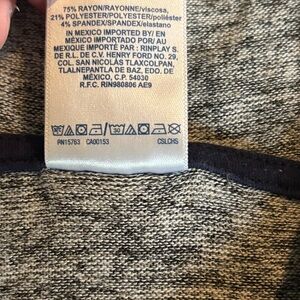 75% RAYON/RAYONNE/viscosa,
21% POLYESTER/POLYESTER/poliéster
4% SPANDEX/SPANDEX/elastano
IN MEXICO IMPORTED BY/ EN
MÉXICO IMPORTADO POR/ AU
MEXIQUE IMPORTÉ PAR: RINPLAY S.
DE R.L. DE C.V. HENRY FORD NO. 29,
COL. SAN NICOLAS TLAXCOLPAN,
TLALNEPANTLA DE BAZ, EDO. DE
MÉXICO, C.P. 54030
R.F.C. RIN980806 AE9
RN15763 CA00153 CSLCHS